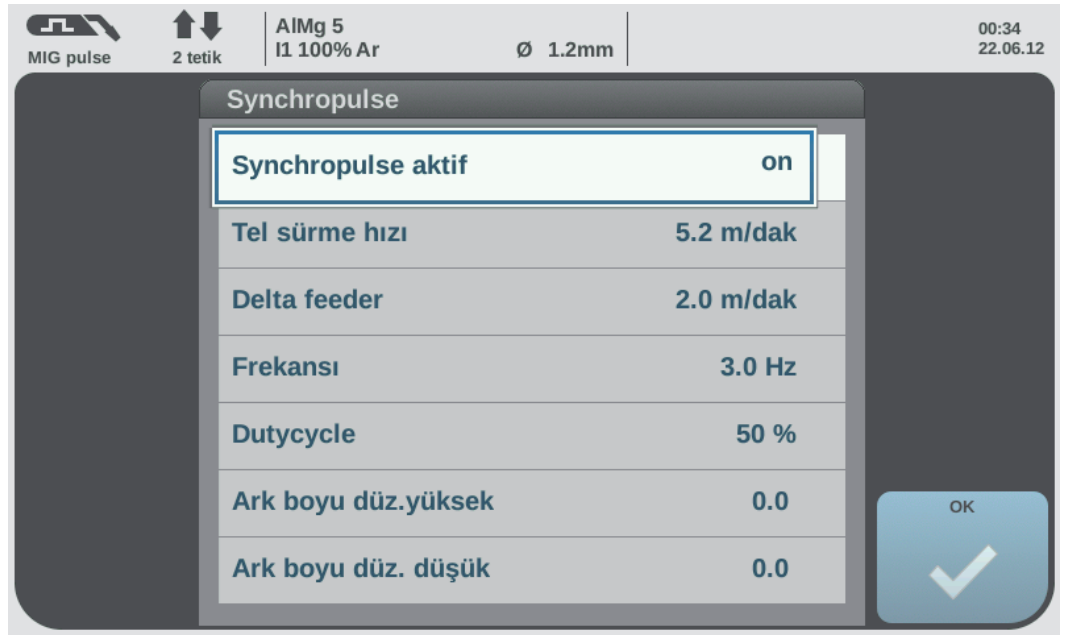 MIG pulse
2 tetik
AlMg 5
I1 100% Ar Ø 1.2mm
00:34
22.06.12
Synchropulse
Synchropulse aktif on
Tel sürme hızı 5.2 m/dak
Delta feeder 2.0 m/dak
Frekansı 3.0 Hz
Dutycycle 50 %
Ark boyu düz.yüksek 0.0
Ark boyu düz. düşük 0.0
OK